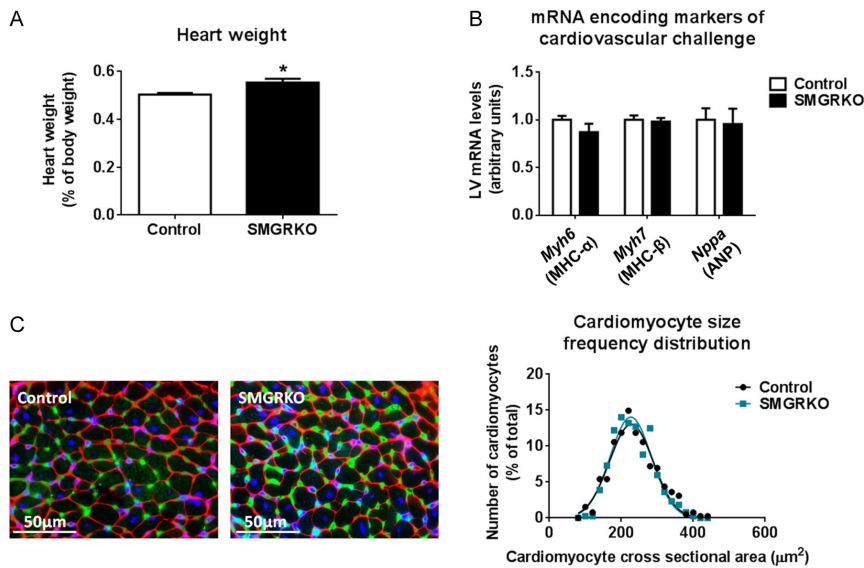 A
Heart weight
Heart weight
(% of body weight)
0.6
0.4
0.2
0.0
*
Control
SMGRKO
B
mRNA encoding markers of
cardiovascular challenge
LV mRNA levels
(arbitrary units)
1.5
1.0
0.5
0.0
Control
SMGRKO
Myh6
(MHC-α)
Myh7
(MHC-β)
Nppa
(ANP)
C
Control
50μm
SMGRKO
50μm
Cardiomyocyte size
frequency distribution
Number of cardiomyocytes
(% of total)
20
15
10
5
0
Control
SMGRKO
0
200
400
600
Cardiomyocyte cross sectional area (μm²)